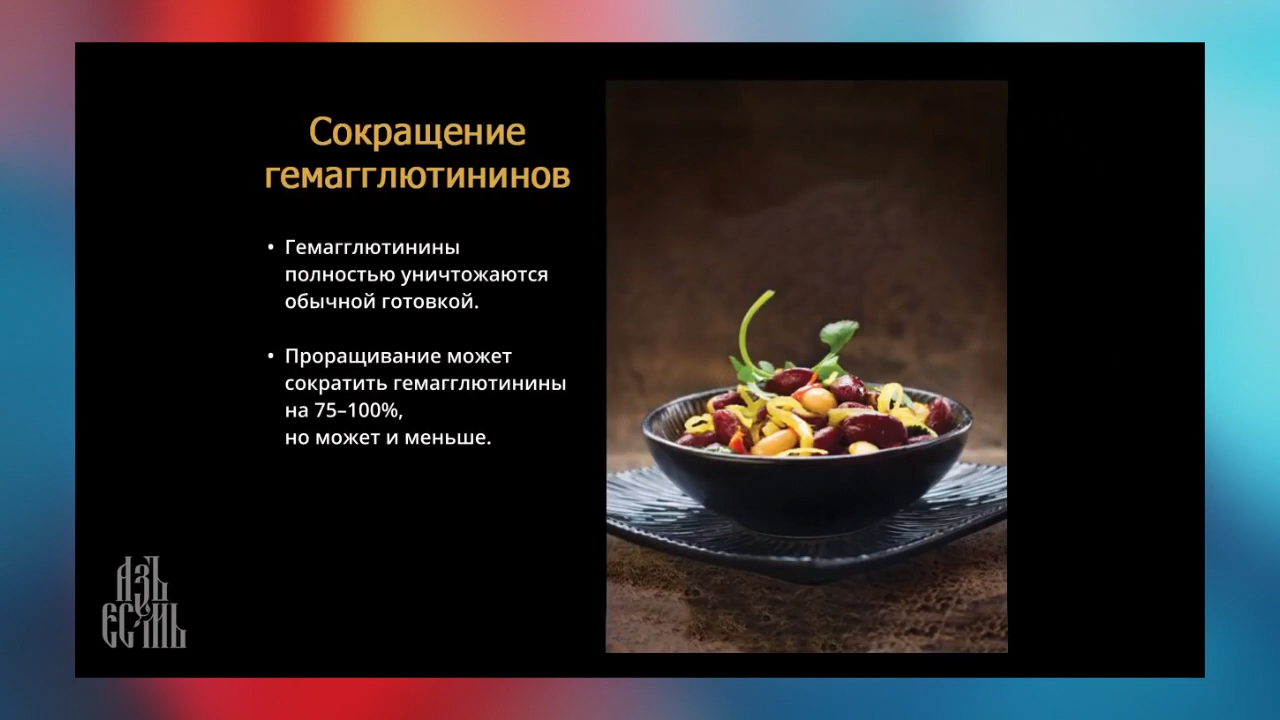 Сокращение
гемагглютининов
• Гемагглютинины
полностью уничтожаются
обычной готовкой.
• Проращивание может
сократить гемагглютинины
на 75–100%,
но может и меньше.
АЗЪ
ЕСМЬ